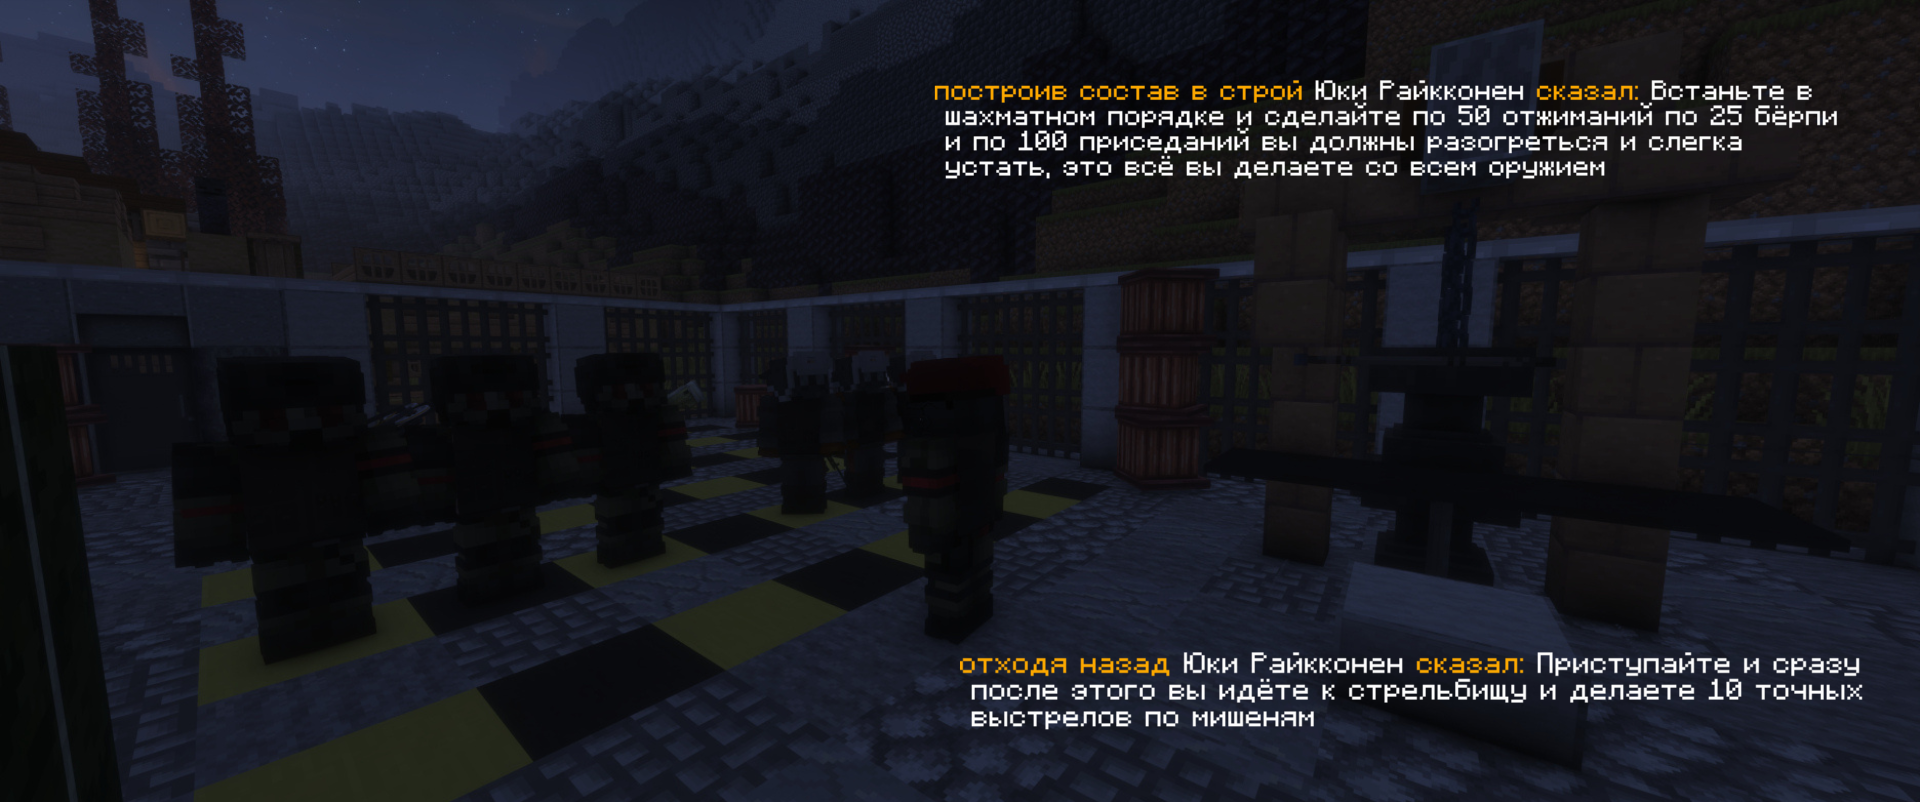 построив состав в строй Юки Райкконен сказал: Встаньте в
шахматном порядке и сделайте по 50 отжиманий по 25 бёрпи
и по 100 приседаний вы должны разогреться и слегка
устать, это всё вы делаете со всем оружием
отходя назад Юки Райкконен сказал: Приступайте и сразу
после этого вы идёте к стрельбищу и делаете 10 точных
выстрелов по мишеням